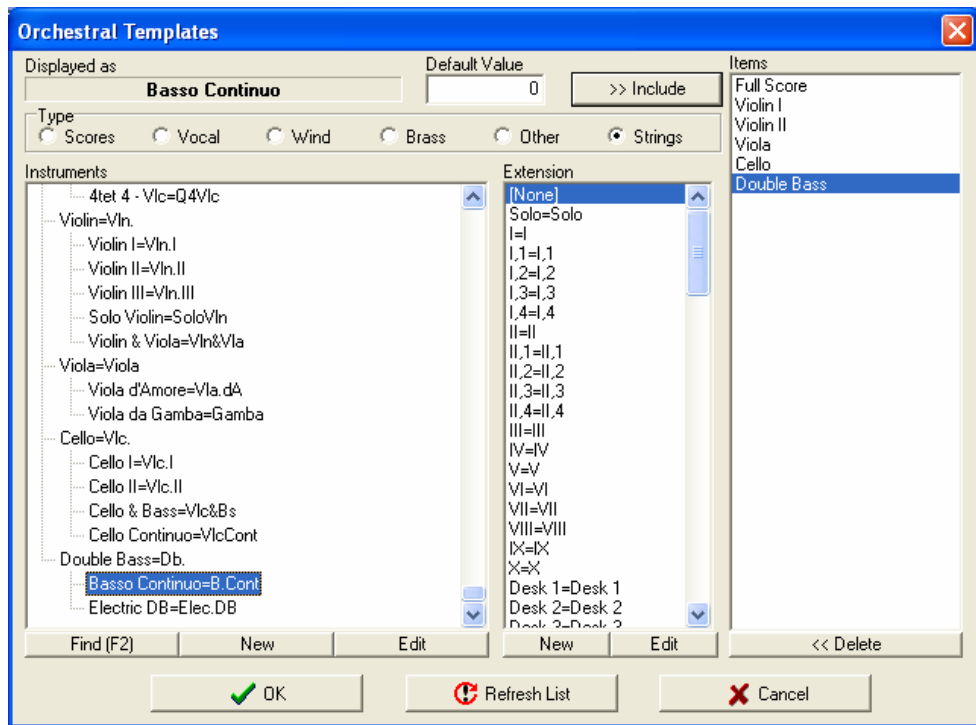 Orchestral Templates
Displayed as
Basso Continuo
Default Value
0
>> Include
Type
Scores
Vocal
Wind
Brass
Other
Strings
Instruments
4tet 4 - Vlc=Q4Vlc
Violin=Vln.
Violin I=Vln.I
Violin II=Vln.II
Violin III=Vln.III
Solo Violin=SoloVln
Violin & Viola=Vln&Vla
Viola=Viola
Viola d'Amore=Vla.dA
Viola da Gamba=Gamba
Cello=Vlc.
Cello I=Vlc.I
Cello II=Vlc.II
Cello & Bass=Vlc&Bs
Cello Continuo=VlcCont
Double Bass=Db.
Basso Continuo=B.Cont
Electric DB=Elec.DB
Find (F2)
New
Edit
Extension
[None]
Solo=Solo
I=I
I,1=I,1
I,2=I,2
I,3=I,3
I,4=I,4
II=II
II,1=II,1
II,2=II,2
II,3=II,3
II,4=II,4
III=III
IV=IV
V=V
VI=VI
VII=VII
VIII=VIII
IX=IX
X=X
Desk 1=Desk 1
Desk 2=Desk 2
Desk 3=Desk 3
New
Edit
Items
Full Score
Violin I
Violin II
Viola
Cello
Double Bass
<< Delete
OK
Refresh List
Cancel